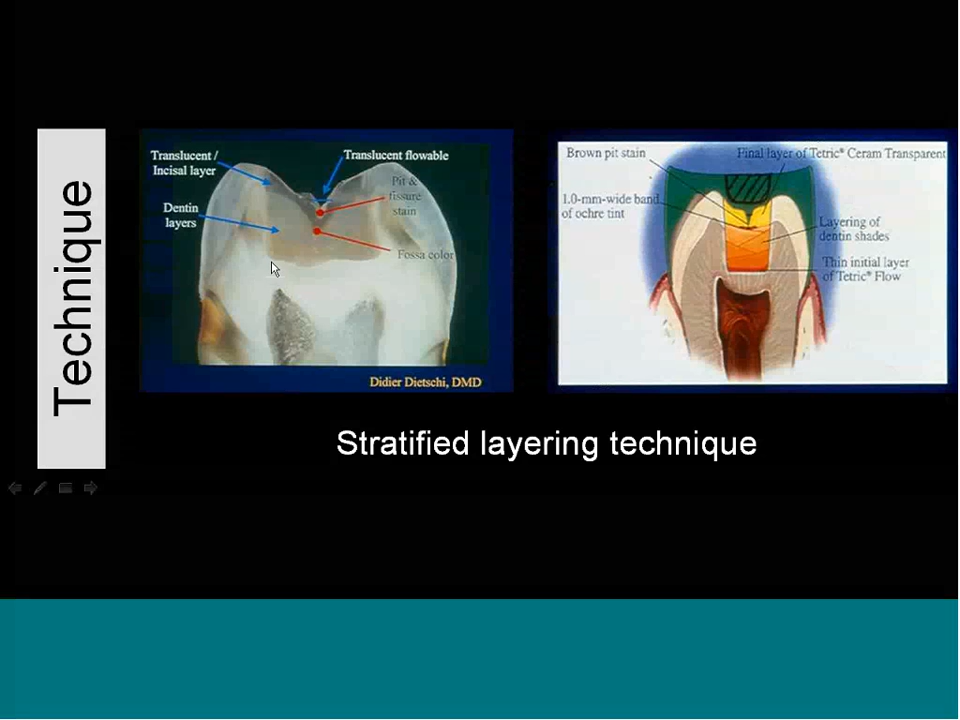 Technique
Translucent /
Incisal layer
Translucent flowable
Pit &
fissure
stain
Dentin
layers
Fossa color
Didier Dietschi, DMD
Brown pit stain
Final layer of Tetric® Ceram Transparent
1.0-mm-wide band
of ochre tint
Layering of
dentin shades
Thin initial layer
of Tetric® Flow
Stratified layering technique